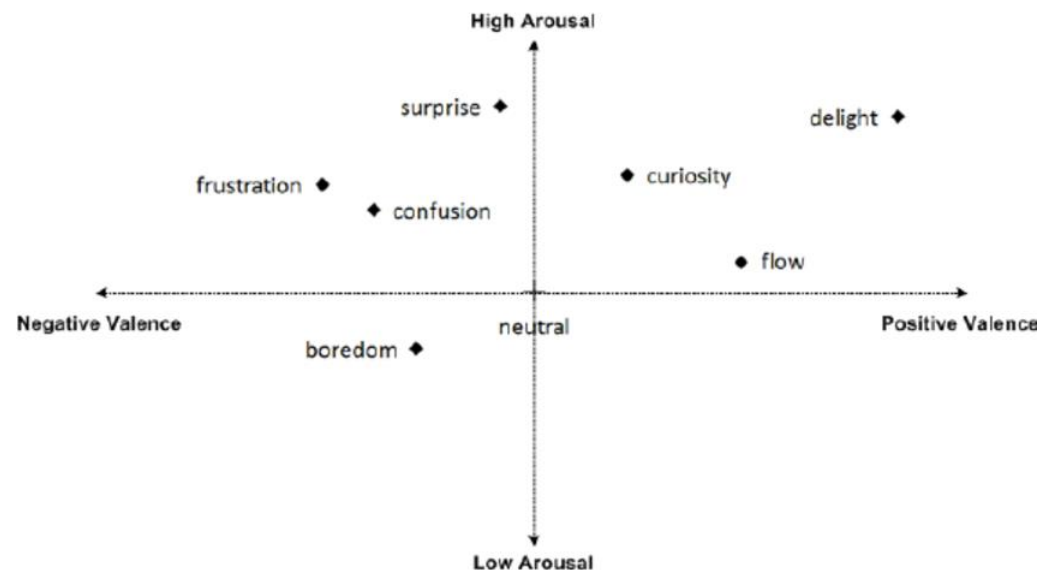 High Arousal
surprise
delight
frustration
curiosity
confusion
flow
Negative Valence
neutral
Positive Valence
boredom
Low Arousal